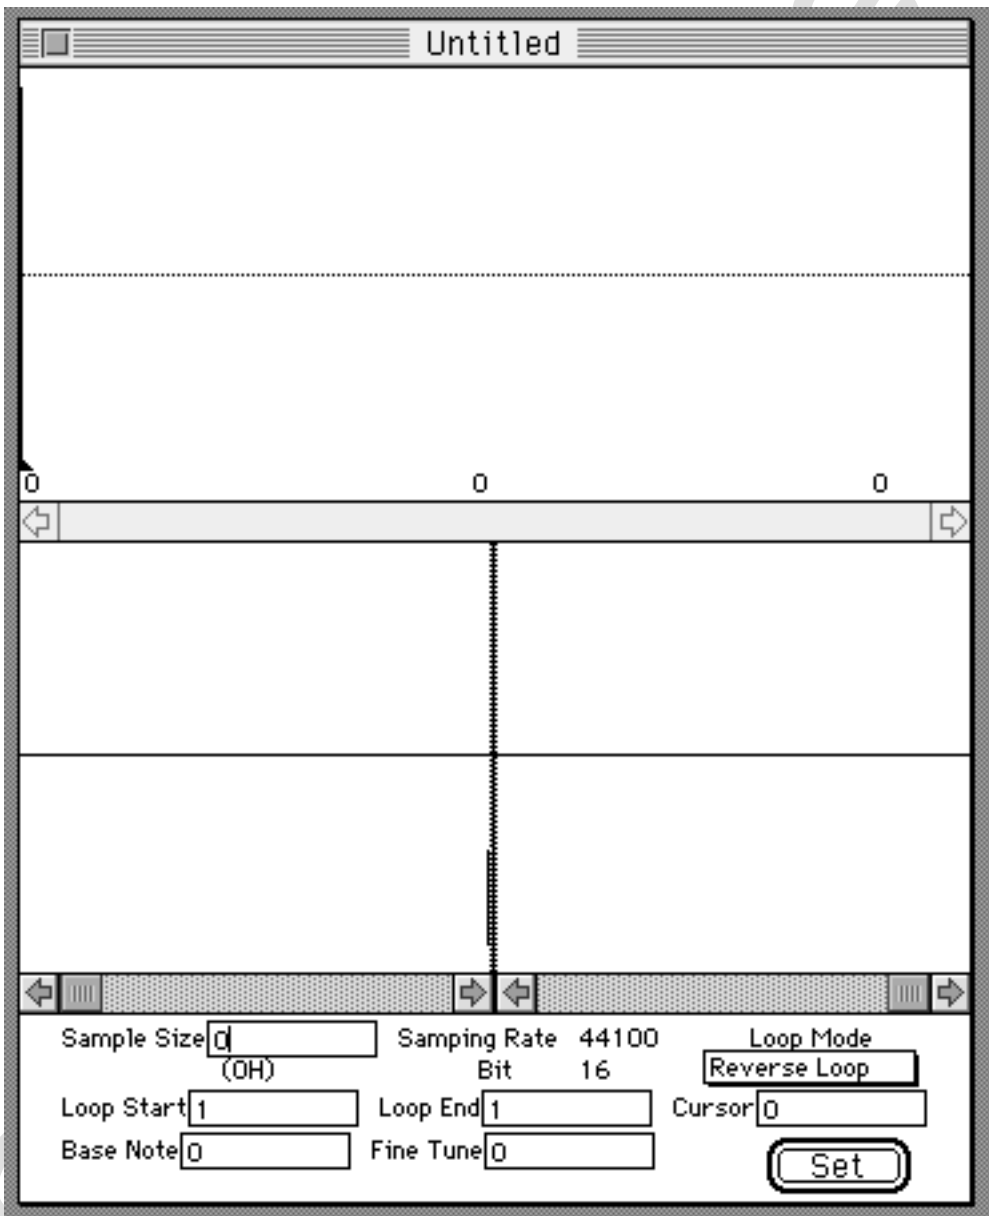 Untitled
0 0 0
Sample Size 0 Samping Rate 44100 Loop Mode
(0H) Bit 16 Reverse Loop
Loop Start 1 Loop End 1 Cursor 0
Base Note 0 Fine Tune 0 Set